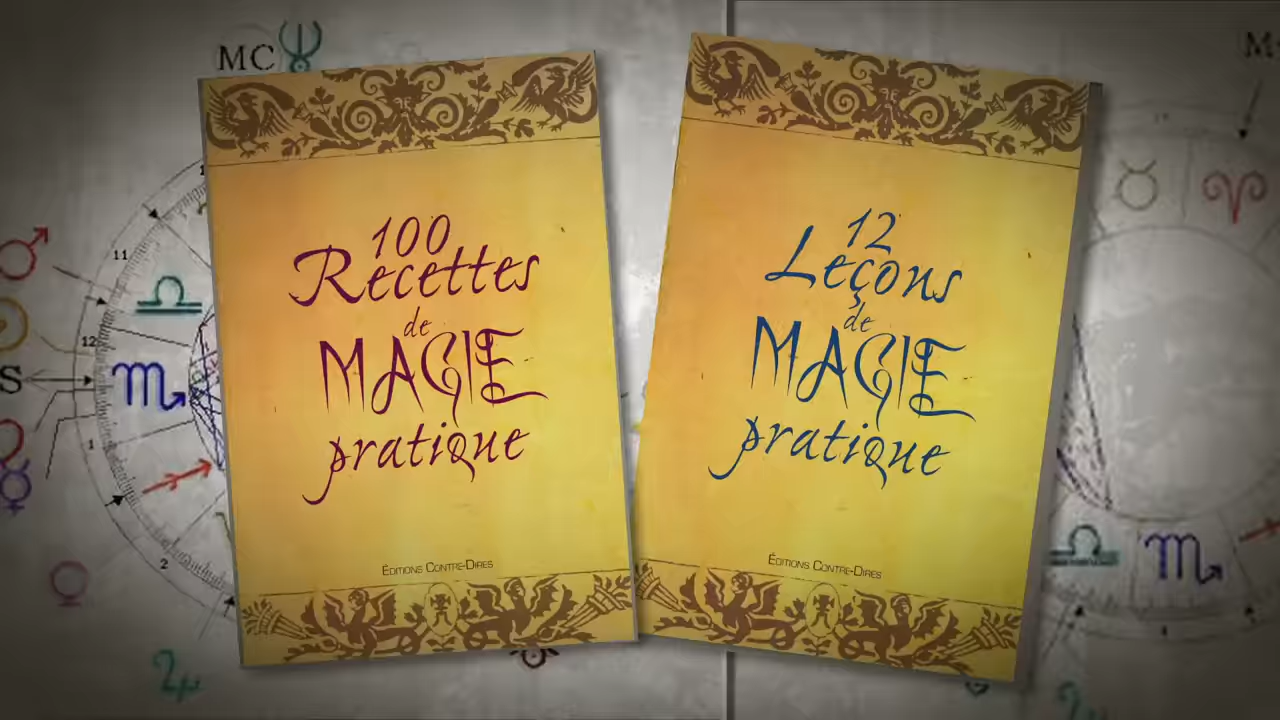 MC
11
12
S
1
2
100
Recettes
de
MAGIE
pratique
ÉDITIONS CONTRE-DIRES
12
Leçons
de
MAGIE
pratique
ÉDITIONS CONTRE-DIRES